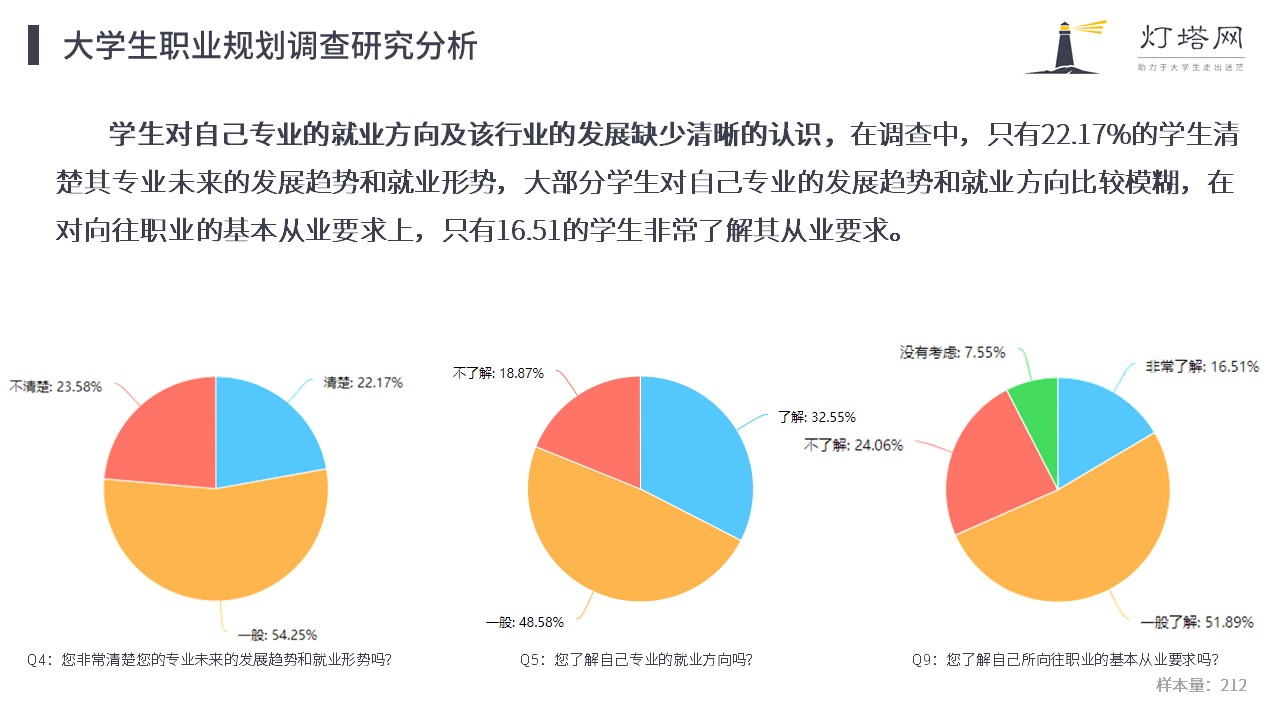 大学生职业规划调查研究分析
灯塔网
助力于大学生走出迷茫
学生对自己专业的就业方向及该行业的发展缺少清晰的认识，在调查中，只有22.17%的学生清
楚其专业未来的发展趋势和就业形势，大部分学生对自己专业的发展趋势和就业方向比较模糊，在
对向往职业的基本从业要求上，只有16.51的学生非常了解其从业要求。
不清楚: 23.58%
清楚: 22.17%
一般: 54.25%
Q4：您非常清楚您的专业未来的发展趋势和就业形势吗？
不了解: 18.87%
了解: 32.55%
一般: 48.58%
Q5：您了解自己专业的就业方向吗？
没有考虑: 7.55%
非常了解: 16.51%
不了解: 24.06%
一般了解: 51.89%
Q9：您了解自己所向往职业的基本从业要求吗？
样本量：212